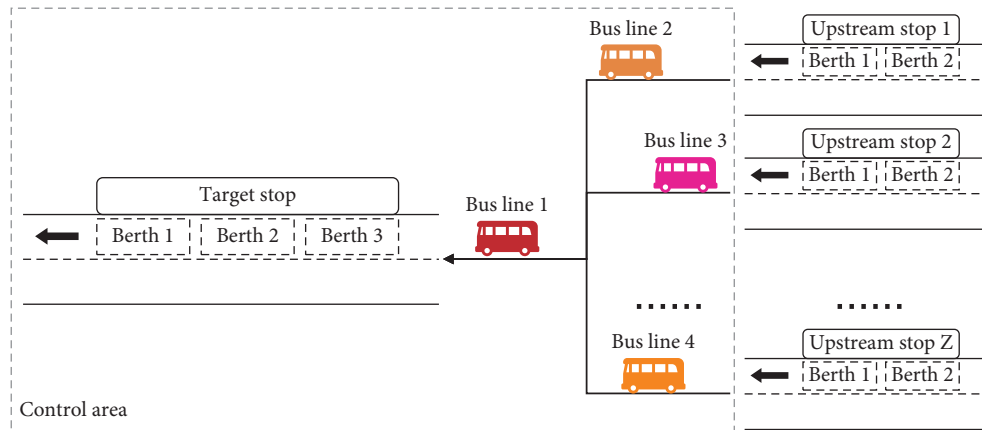 Bus line 2
Upstream stop 1
Berth 1
Berth 2
Bus line 3
Upstream stop 2
Berth 1
Berth 2
Target stop
Bus line 1
Berth 1
Berth 2
Berth 3
......
......
Bus line 4
Upstream stop Z
Berth 1
Berth 2
Control area